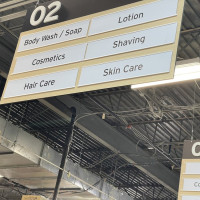 02
Body Wash / Soap
Lotion
Cosmetics
Shaving
Hair Care
Skin Care